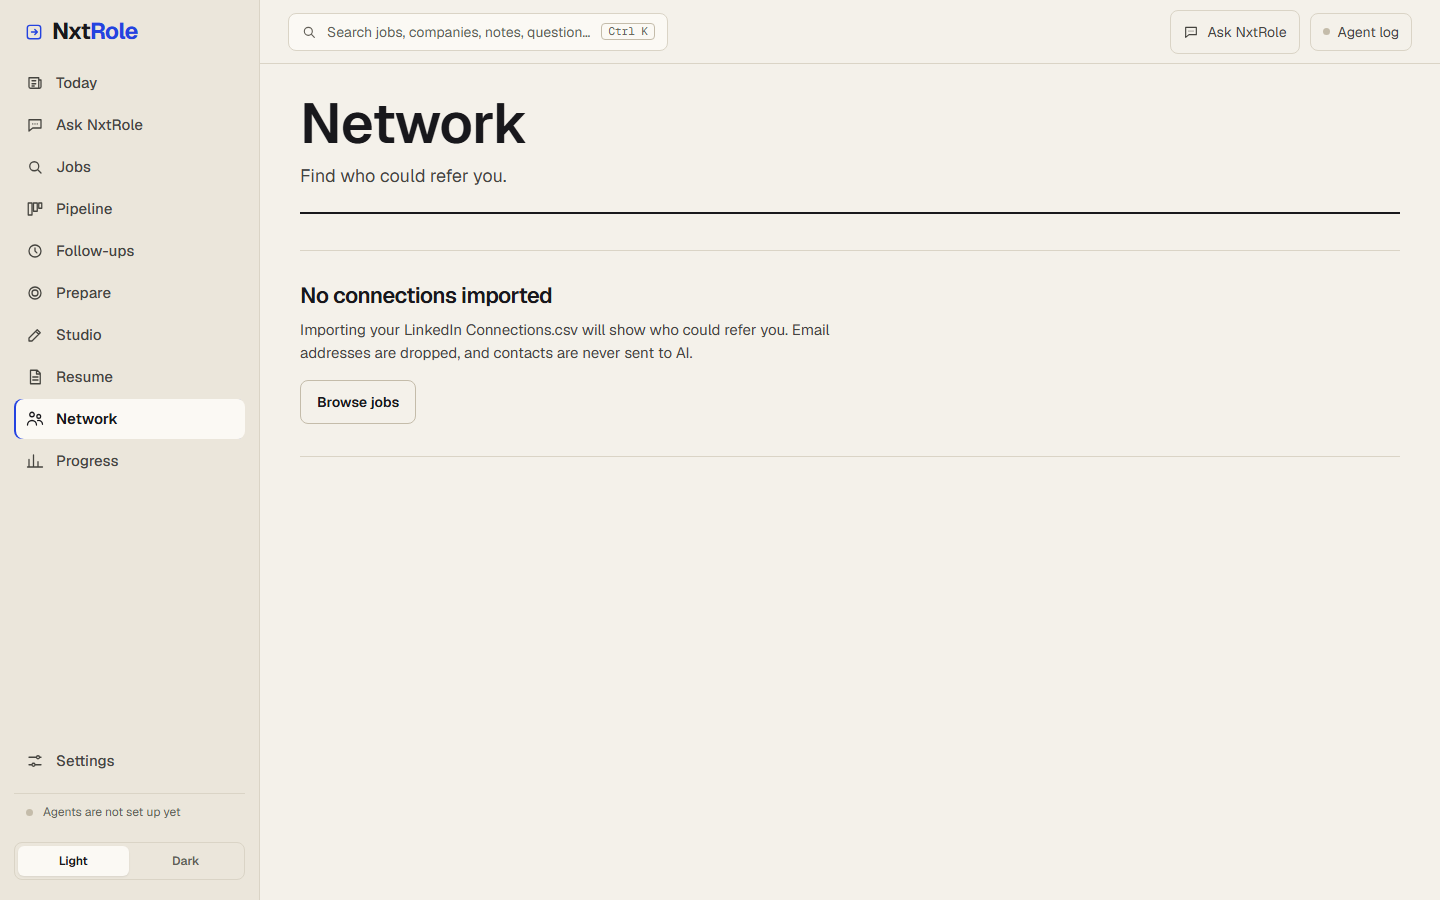 NxtRole
Search jobs, companies, notes, question...
Ctrl K
Ask NxtRole
Agent log
Today
Ask NxtRole
Jobs
Pipeline
Follow-ups
Prepare
Studio
Resume
Network
Progress
Settings
Agents are not set up yet
Light
Dark
Network
Find who could refer you.
No connections imported
Importing your LinkedIn Connections.csv will show who could refer you. Email
addresses are dropped, and contacts are never sent to AI.
Browse jobs